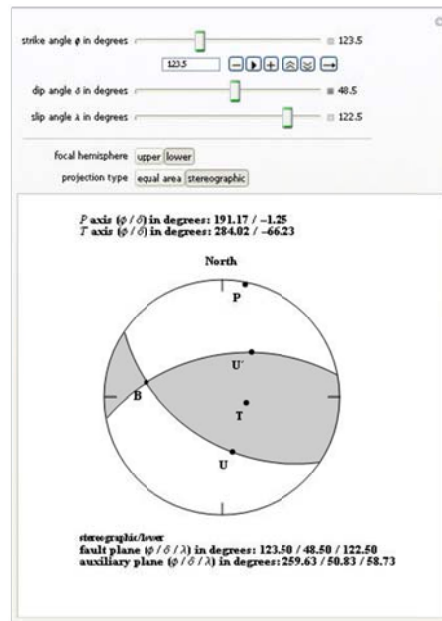 strike angle ϕ in degrees 123.5
123.5
dip angle δ in degrees 48.5
slip angle λ in degrees 122.5
focal hemisphere upper lower
projection type equal area stereographic
P axis (ϕ / δ) in degrees: 191.17 / −1.25
T axis (ϕ / δ) in degrees: 284.02 / −66.23
North
P
U´
B
T
U
stereographic/lower
fault plane (ϕ / δ / λ) in degrees: 123.50 / 48.50 / 122.50
auxiliary plane (ϕ / δ / λ) in degrees: 259.63 / 50.83 / 58.73